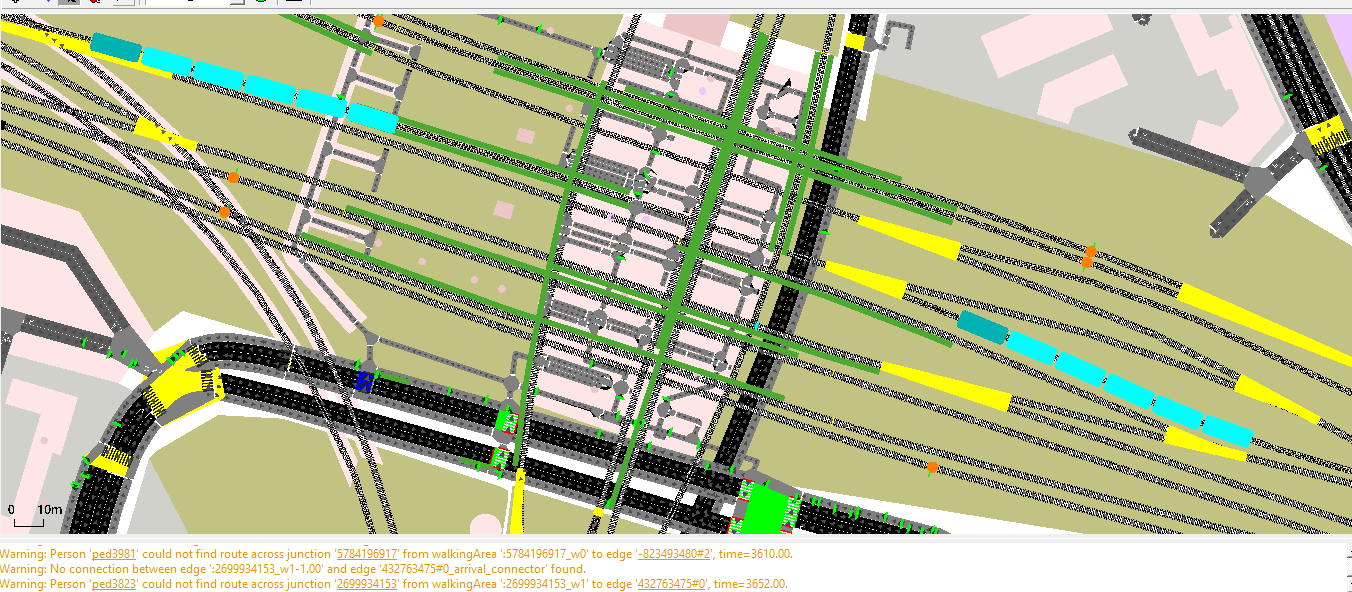 0 10m
Warning: Person 'ped3981' could not find route across junction '5784196917' from walkingArea ':5784196917_w0' to edge '-823493480#2', time=3610.00.
Warning: No connection between edge ':2699934153_w1-1.00' and edge '432763475#0_arrival_connector' found.
Warning: Person 'ped3823' could not find route across junction '2699934153' from walkingArea ':2699934153_w1' to edge '432763475#0', time=3652.00.